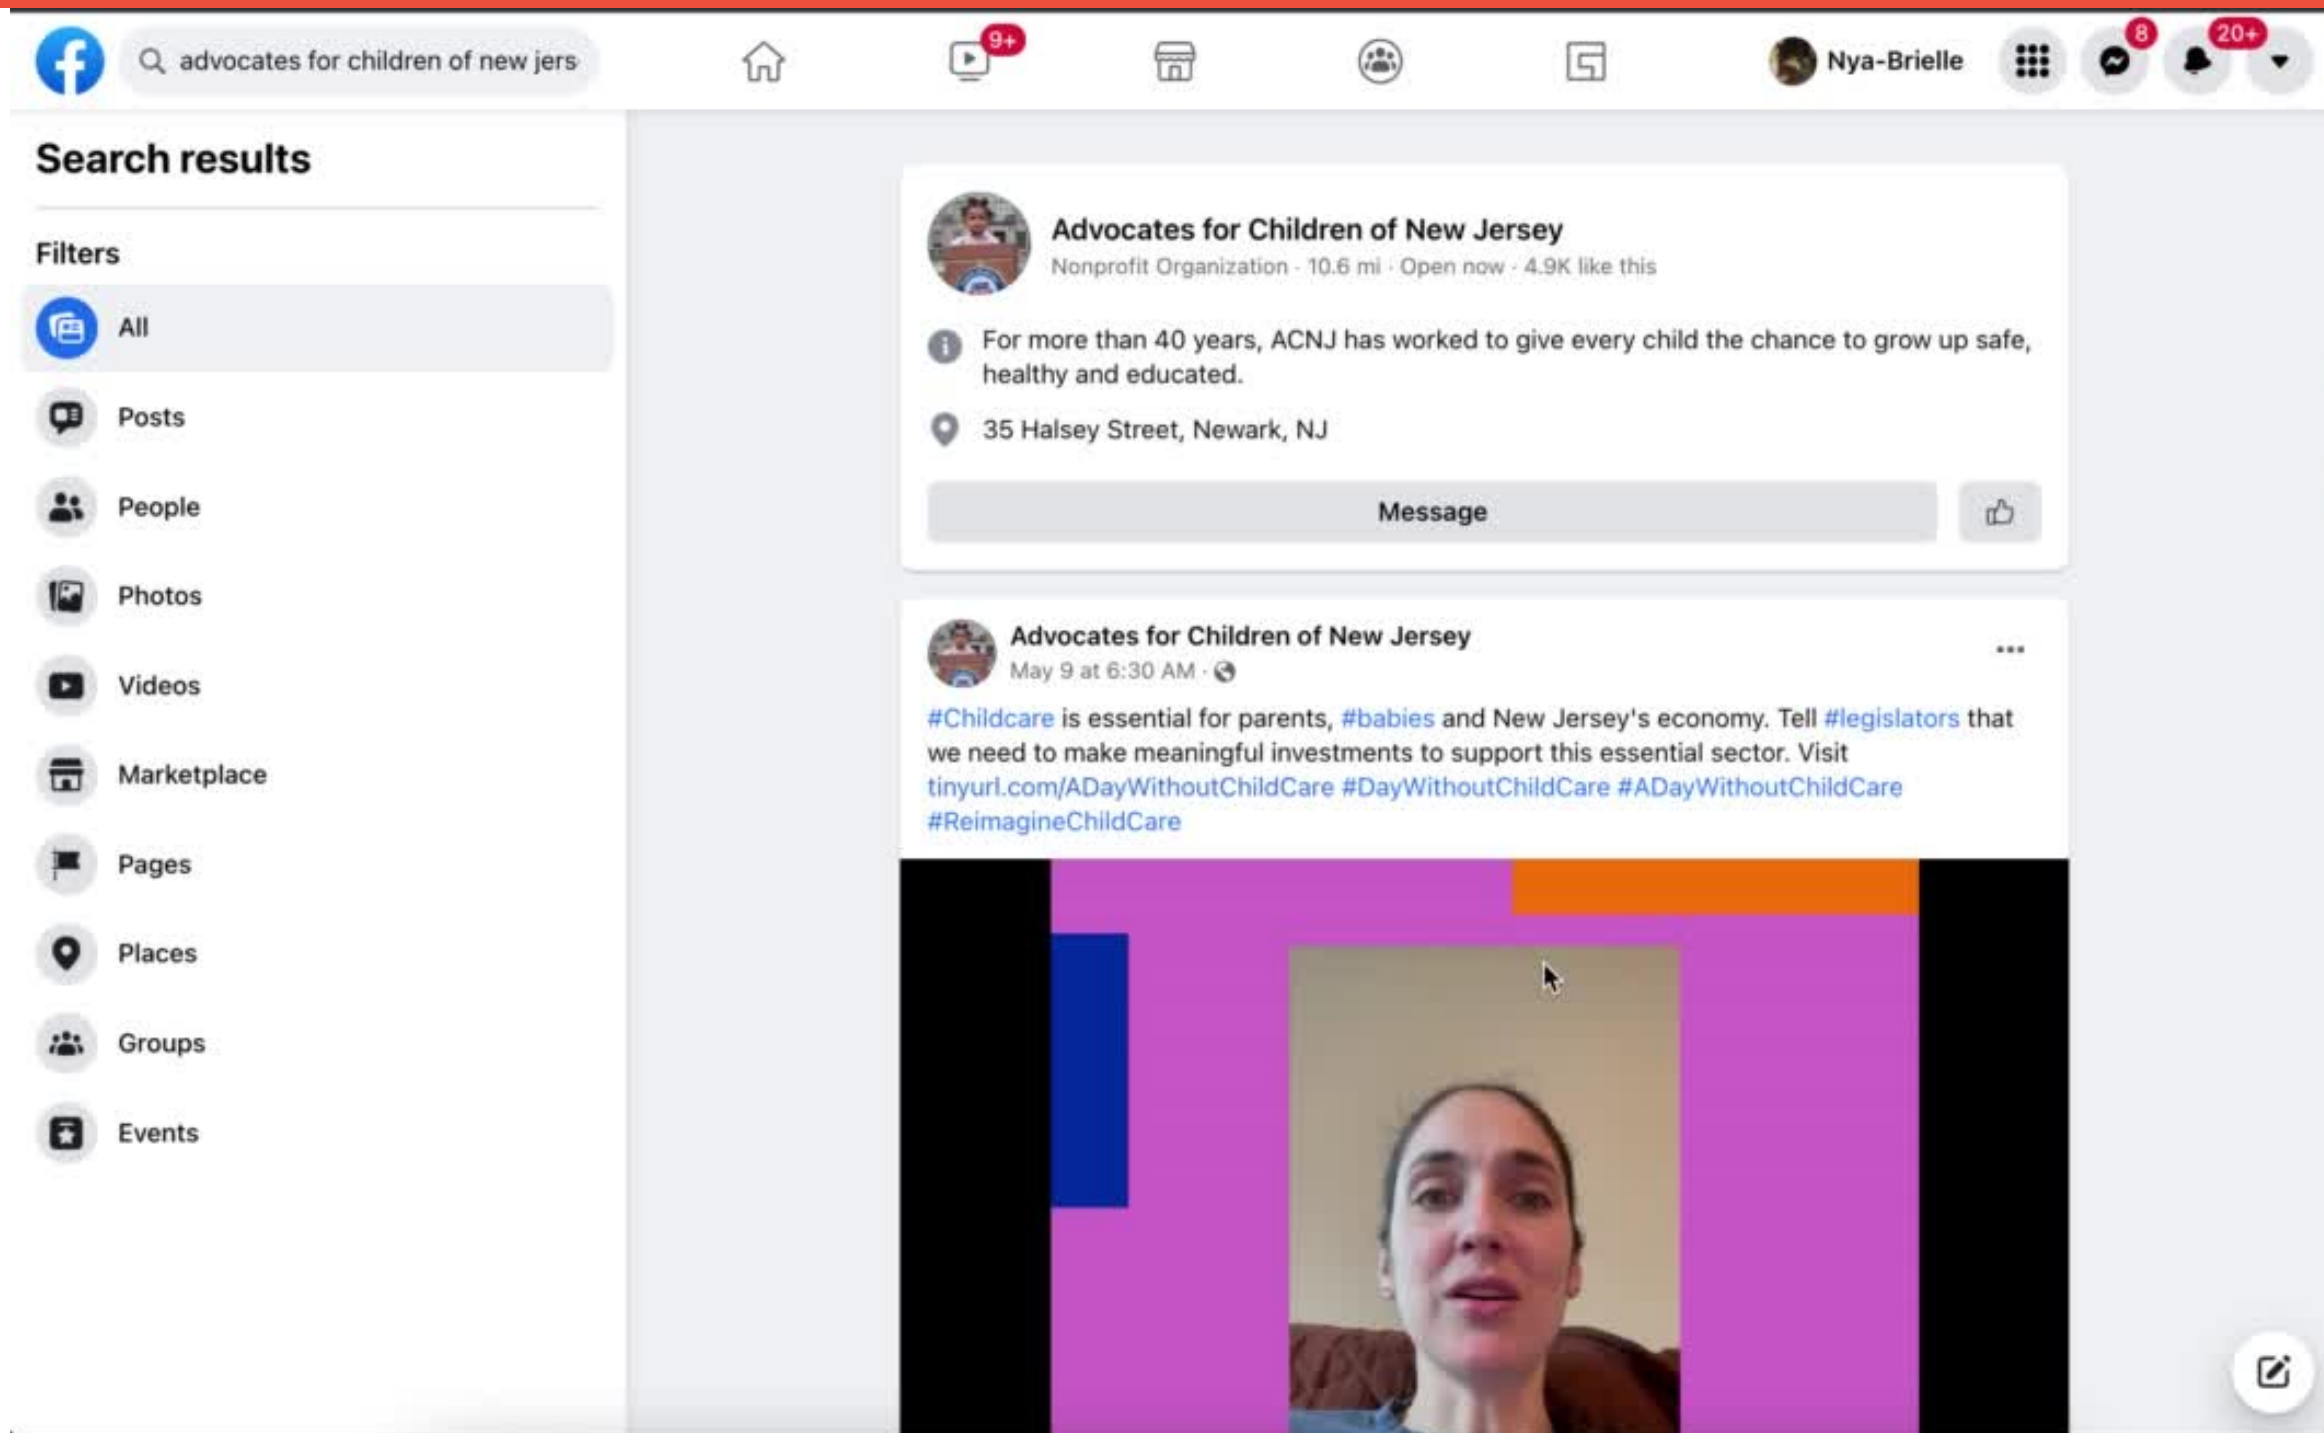 advocates for children of new jers
9+
Nya-Brielle
8
20+
Search results
Filters
All
Posts
People
Photos
Videos
Marketplace
Pages
Places
Groups
Events
Advocates for Children of New Jersey
Nonprofit Organization · 10.6 mi · Open now · 4.9K like this
For more than 40 years, ACNJ has worked to give every child the chance to grow up safe,
healthy and educated.
35 Halsey Street, Newark, NJ
Message
Advocates for Children of New Jersey
May 9 at 6:30 AM ·
#Childcare is essential for parents, #babies and New Jersey's economy. Tell #legislators that
we need to make meaningful investments to support this essential sector. Visit
tinyurl.com/ADayWithoutChildCare #DayWithoutChildCare #ADayWithoutChildCare
#ReimagineChildCare